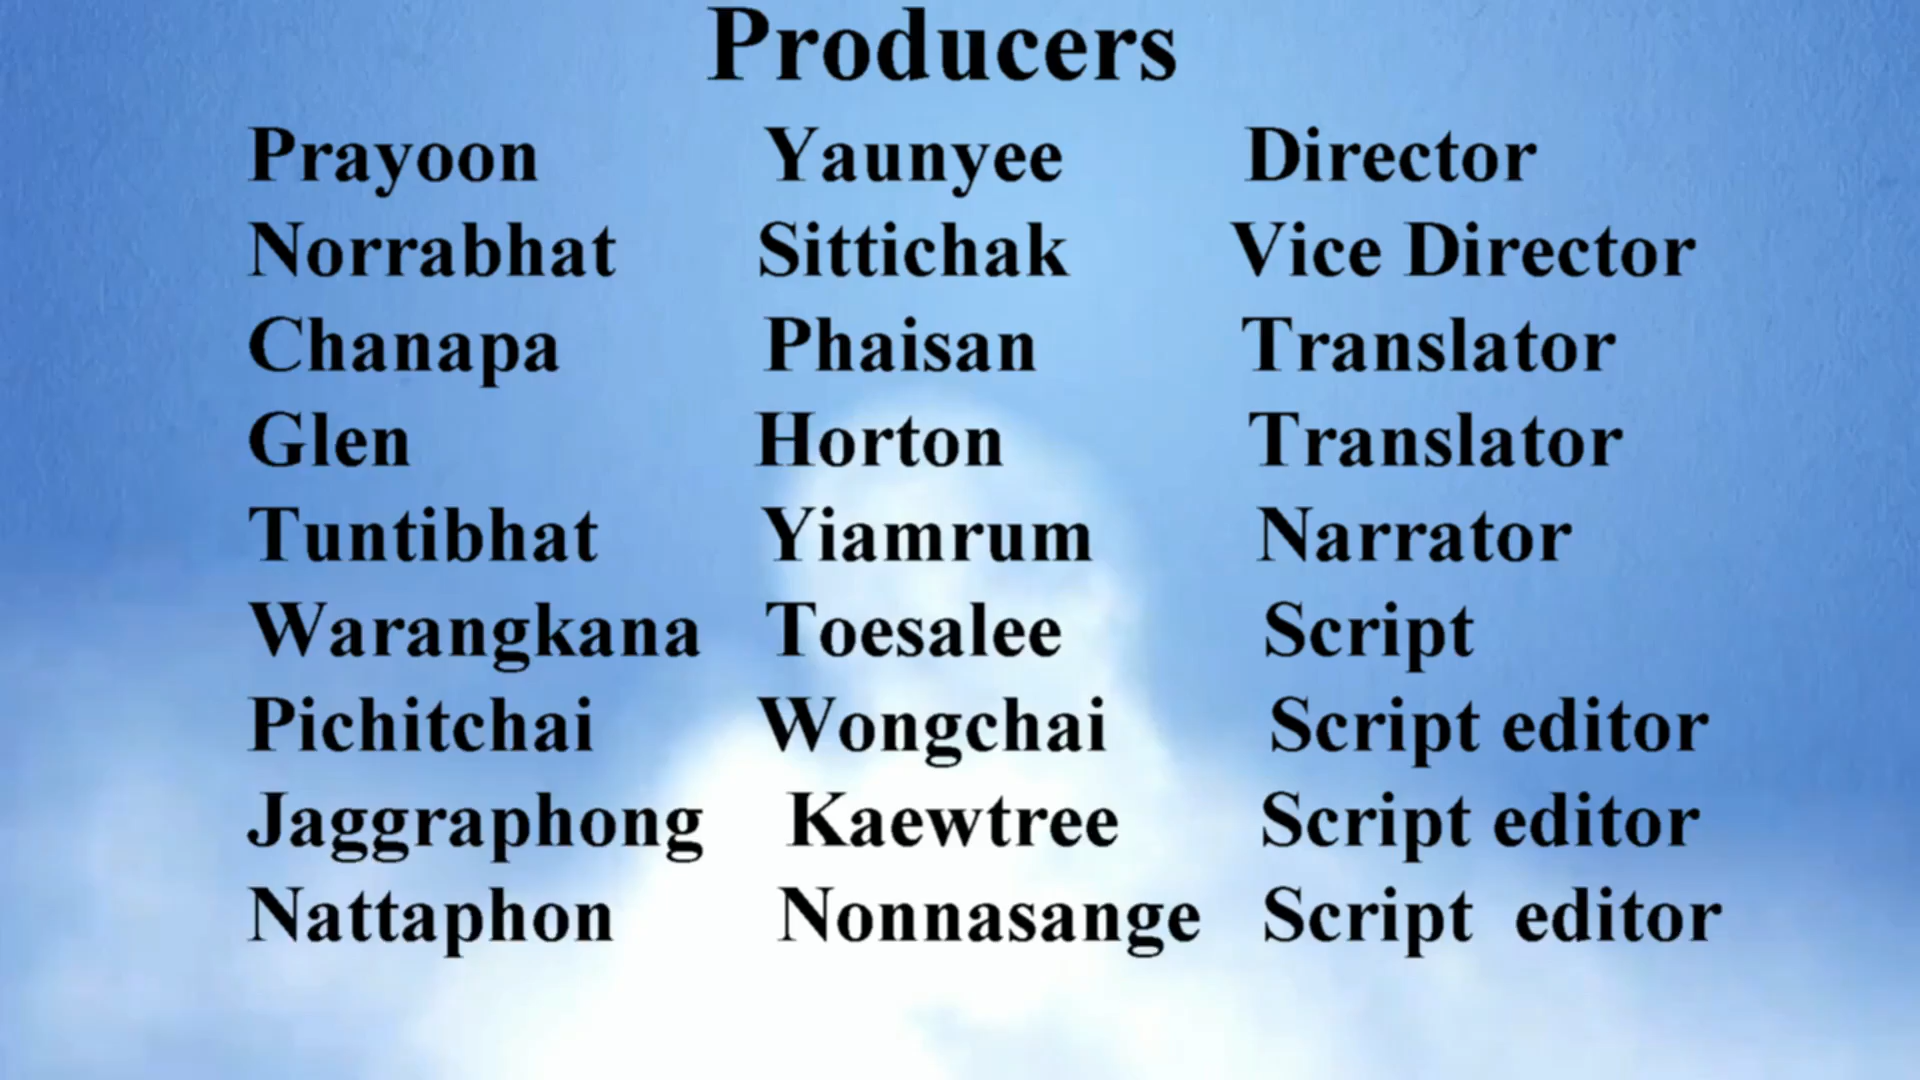 Producers
Prayoon Yaunyee Director
Norrabhat Sittichak Vice Director
Chanapa Phaisan Translator
Glen Horton Translator
Tuntibhat Yiamrum Narrator
Warangkana Toesalee Script
Pichitchai Wongchai Script editor
Jaggraphong Kaewtree Script editor
Nattaphon Nonnasange Script editor